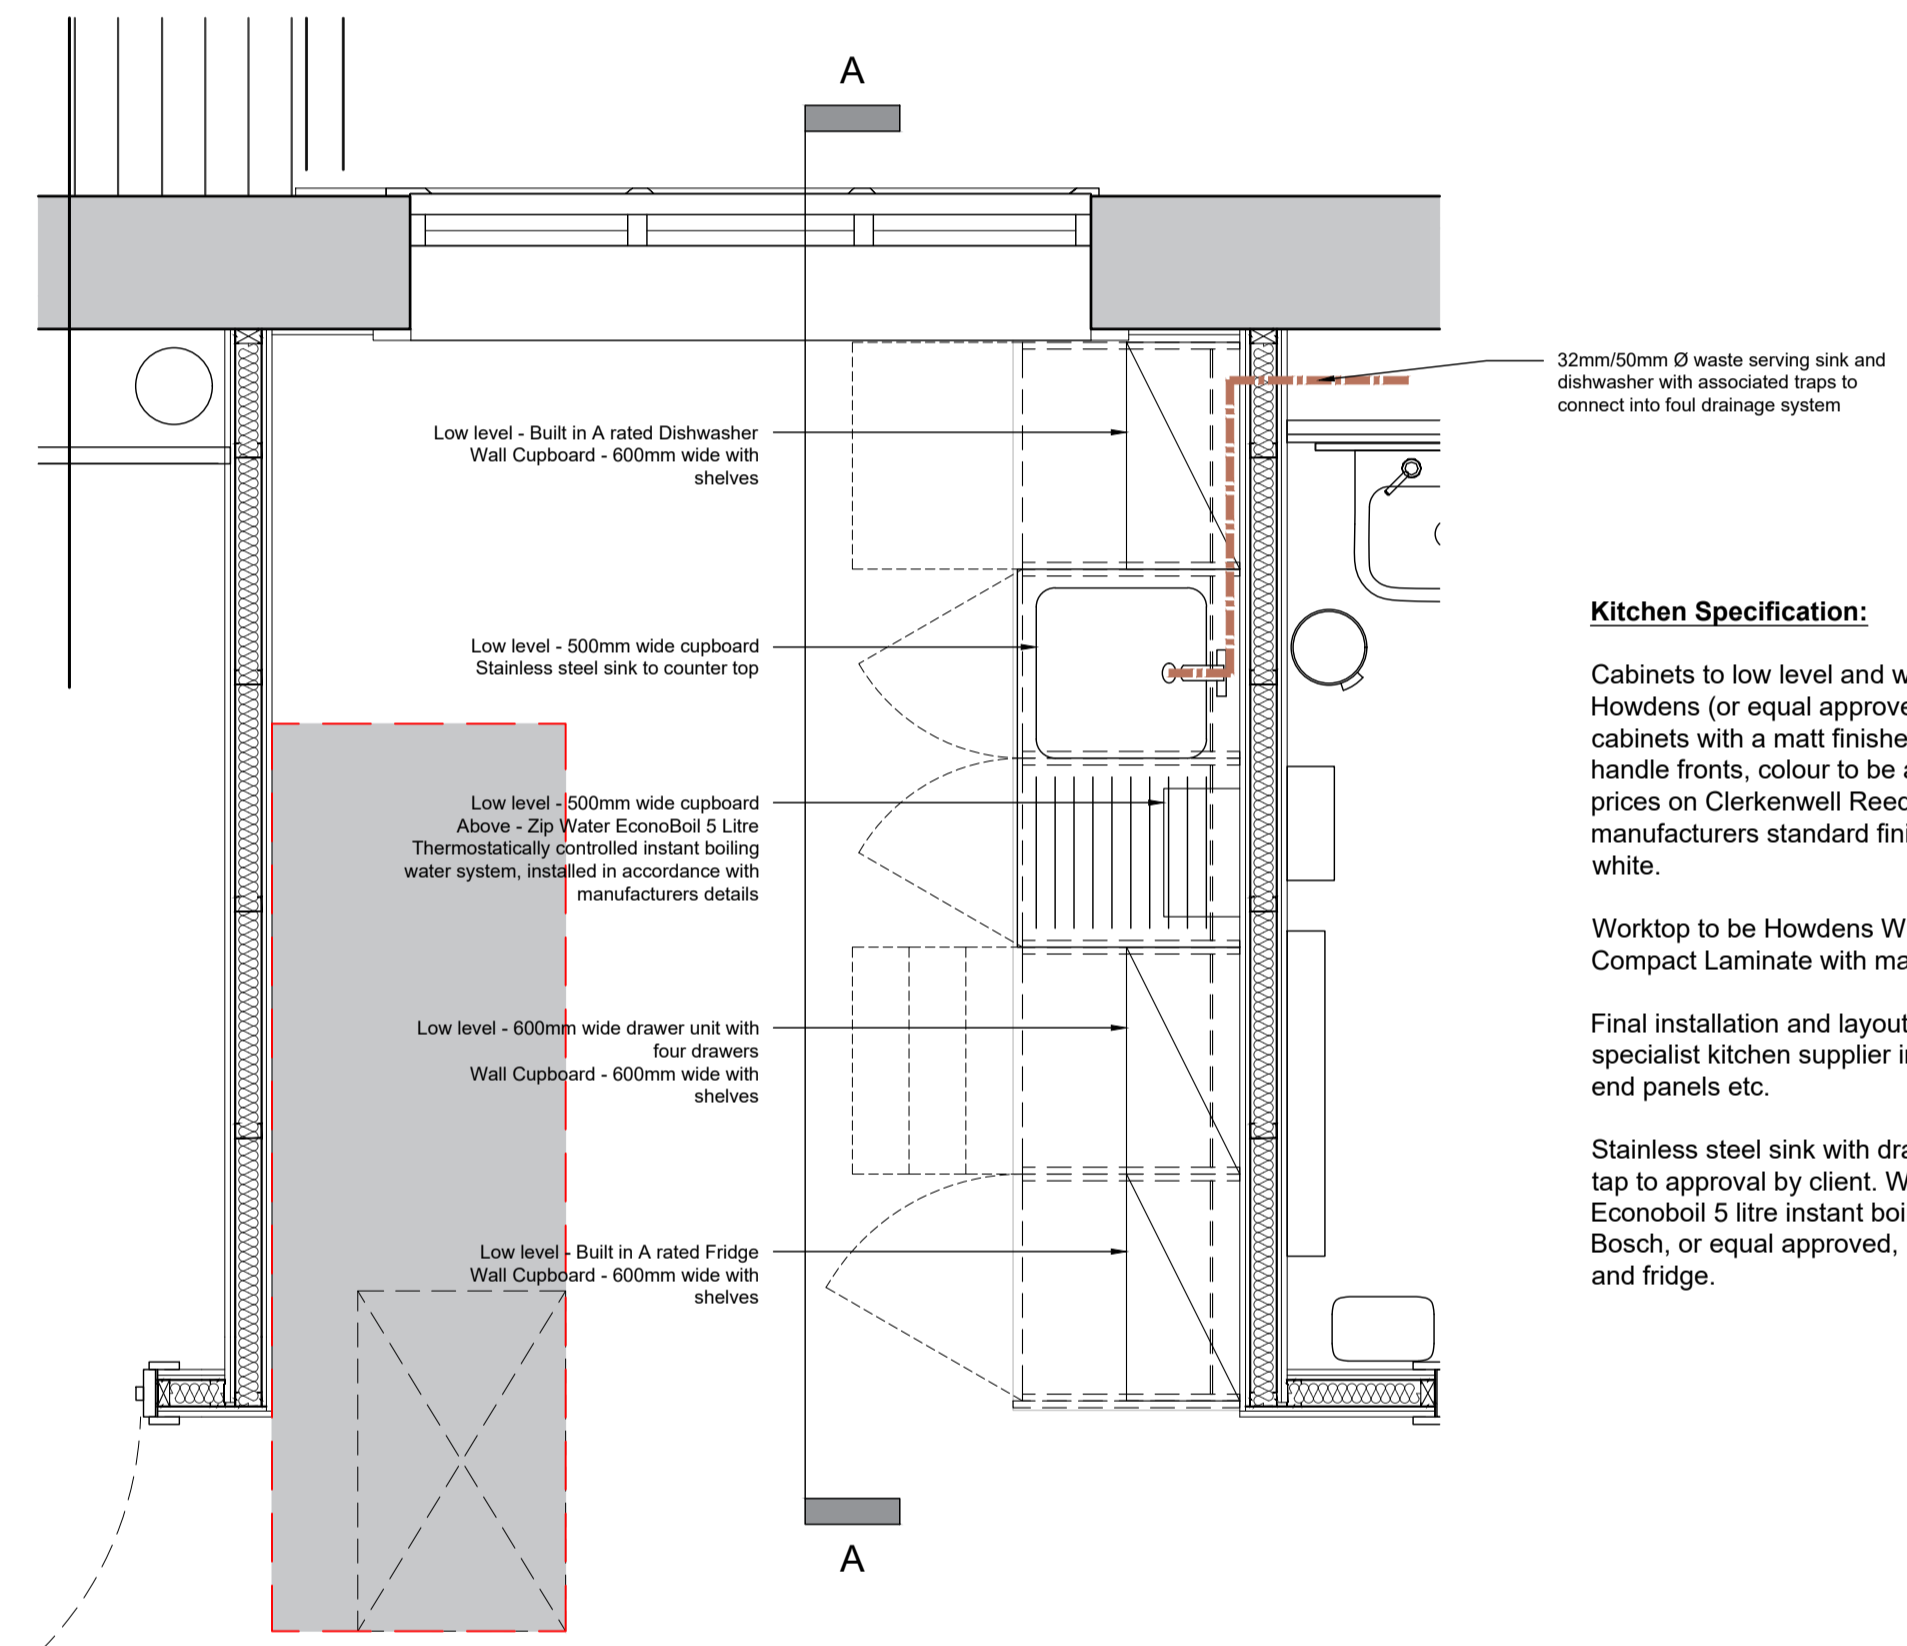 A
32mm/50mm Ø waste serving sink and
dishwasher with associated traps to
connect into foul drainage system
Low level - Built in A rated Dishwasher
Wall Cupboard - 600mm wide with
shelves
Low level - 500mm wide cupboard
Stainless steel sink to counter top
Low level - 500mm wide cupboard
Above - Zip Water EconoBoil 5 Litre
Thermostatically controlled instant boiling
water system, installed in accordance with
manufacturers details
Low level - 600mm wide drawer unit with
four drawers
Wall Cupboard - 600mm wide with
shelves
Low level - Built in A rated Fridge
Wall Cupboard - 600mm wide with
shelves
A
Kitchen Specification:
Cabinets to low level and
Howdens (or equal
cabinets with a matt
handle fronts, colour to be
prices on Clerkenwell
manufacturers standard
white.
Worktop to be Howdens
Compact Laminate with
Final installation and layout
specialist kitchen supplier
end panels etc.
Stainless steel sink with
tap to approval by client.
Econoboil 5 litre instant
Bosch, or equal approved,
and fridge.